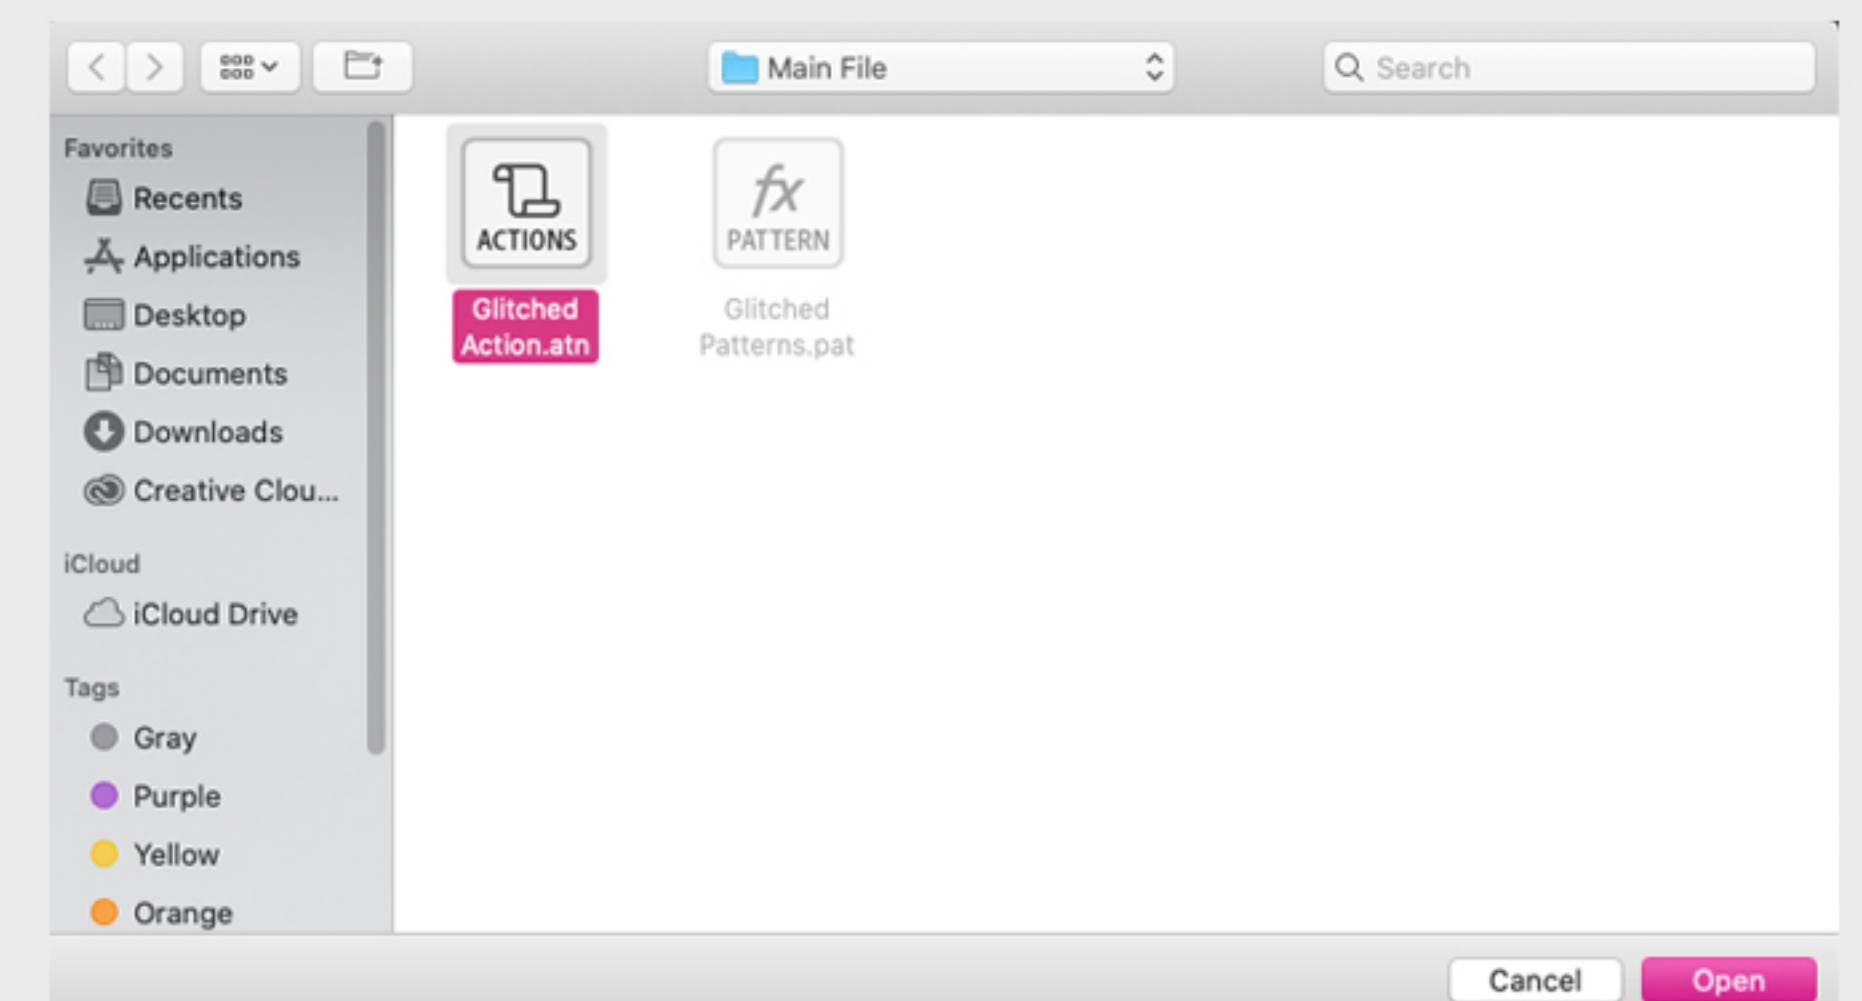 Main File
Search
Favorites
Recents
Applications
Desktop
Documents
Downloads
Creative Clou...
iCloud
iCloud Drive
Tags
Gray
Purple
Yellow
Orange
ACTIONS
Glitched
Action.atn
fx
PATTERN
Glitched
Patterns.pat
Cancel
Open